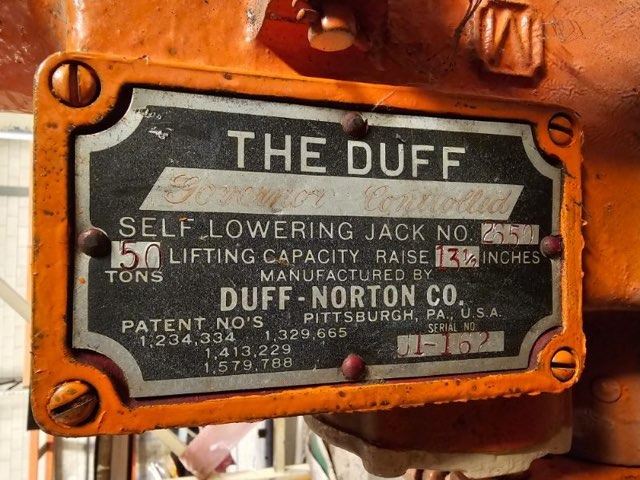 THE DUFF
Governor Controlled
SELF LOWERING JACK NO. 2550
50 LIFTING CAPACITY RAISE 13½ INCHES
TONS
MANUFACTURED BY
DUFF-NORTON CO.
PATENT NO'S PITTSBURGH, PA., U.S.A.
1,234,334 1,329,665
1,413,229
1,579,788
SERIAL NO.
J1-162